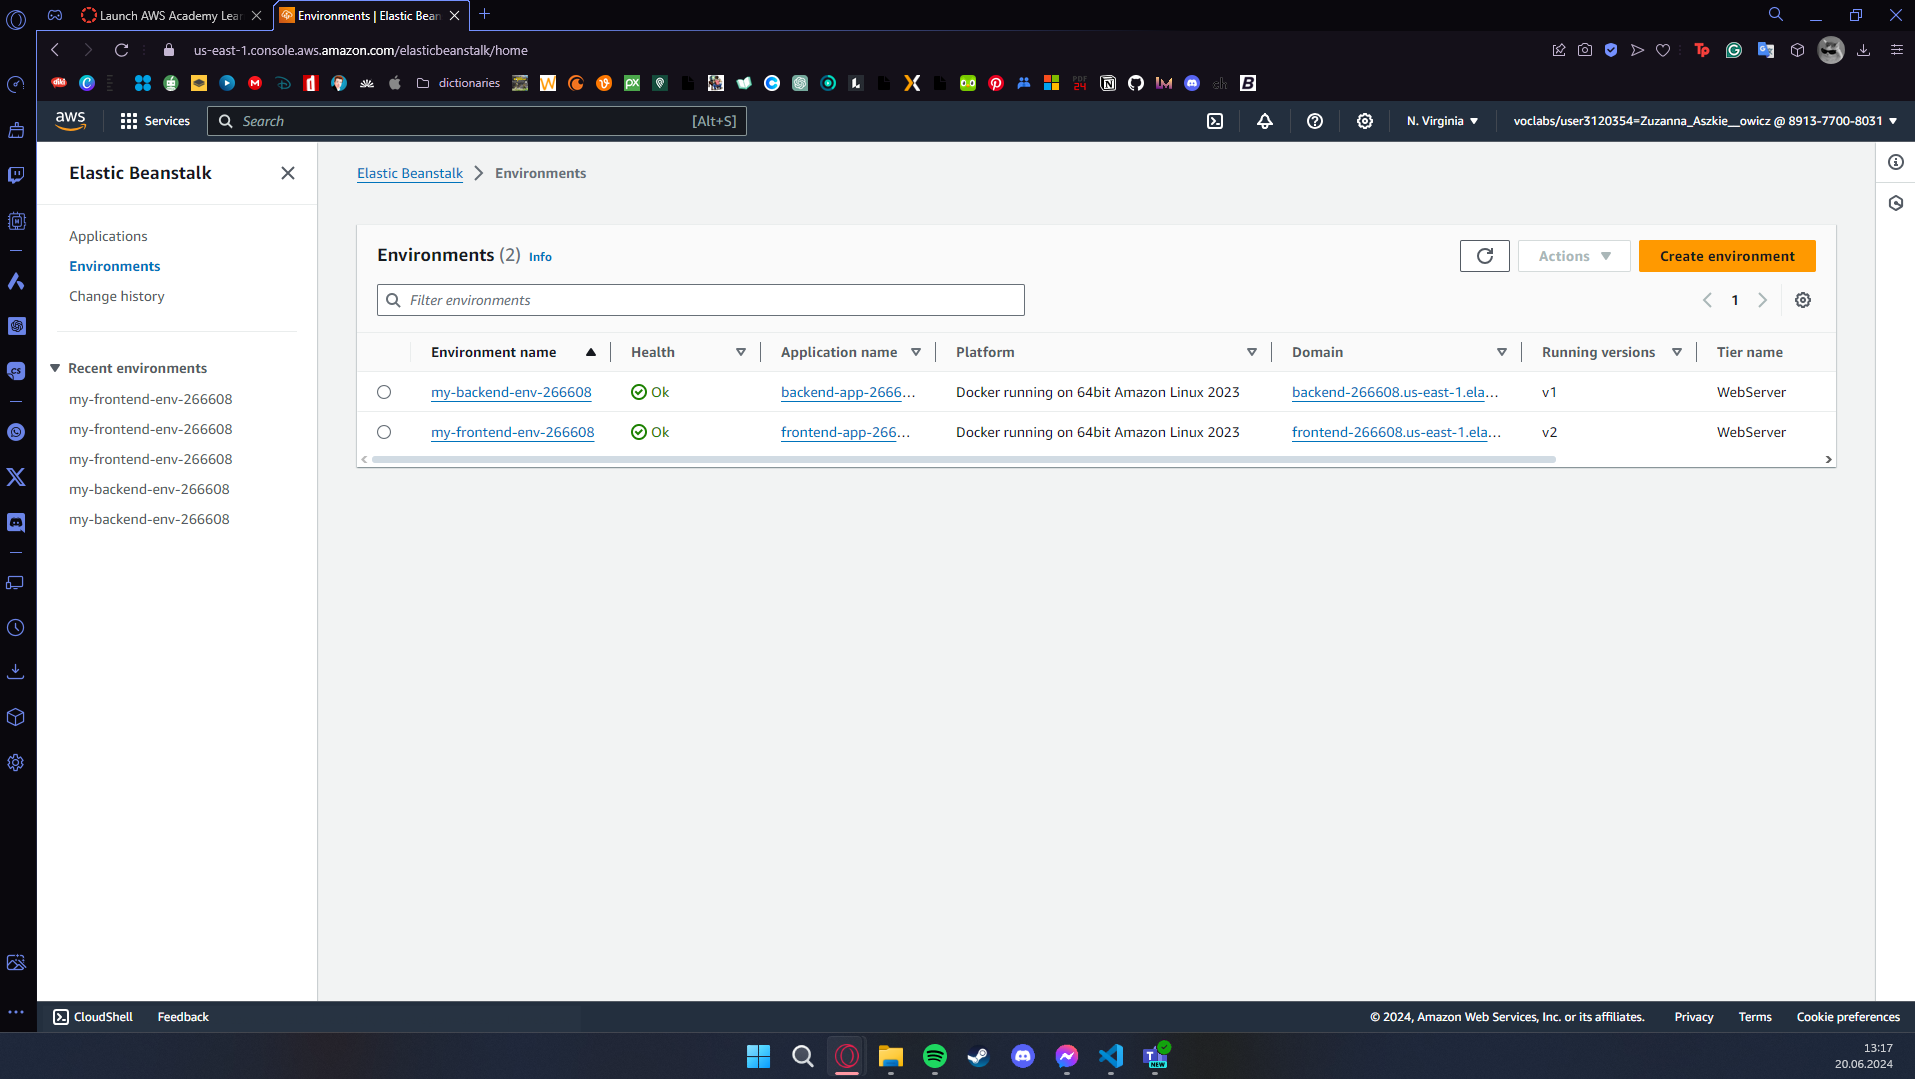 Launch AWS Academy Lear
Environments | Elastic Bean
us-east-1.console.aws.amazon.com/elasticbeanstalk/home
dictionaries
aws
Services
Search
[Alt+S]
N. Virginia
voclabs/user3120354=Zuzanna_Aszkie__owicz @ 8913-7700-8031
Elastic Beanstalk
Applications
Environments
Change history
Recent environments
my-frontend-env-266608
my-frontend-env-266608
my-frontend-env-266608
my-backend-env-266608
my-backend-env-266608
Elastic Beanstalk
Environments
Environments (2) Info
Actions
Create environment
Filter environments
1
Environment name Health Application name Platform Domain Running versions Tier name
my-backend-env-266608 Ok backend-app-2666... Docker running on 64bit Amazon Linux 2023 backend-266608.us-east-1.ela... v1 WebServer
my-frontend-env-266608 Ok frontend-app-266... Docker running on 64bit Amazon Linux 2023 frontend-266608.us-east-1.ela... v2 WebServer
CloudShell
Feedback
© 2024, Amazon Web Services, Inc. or its affiliates.
Privacy
Terms
Cookie preferences
13:17
20.06.2024